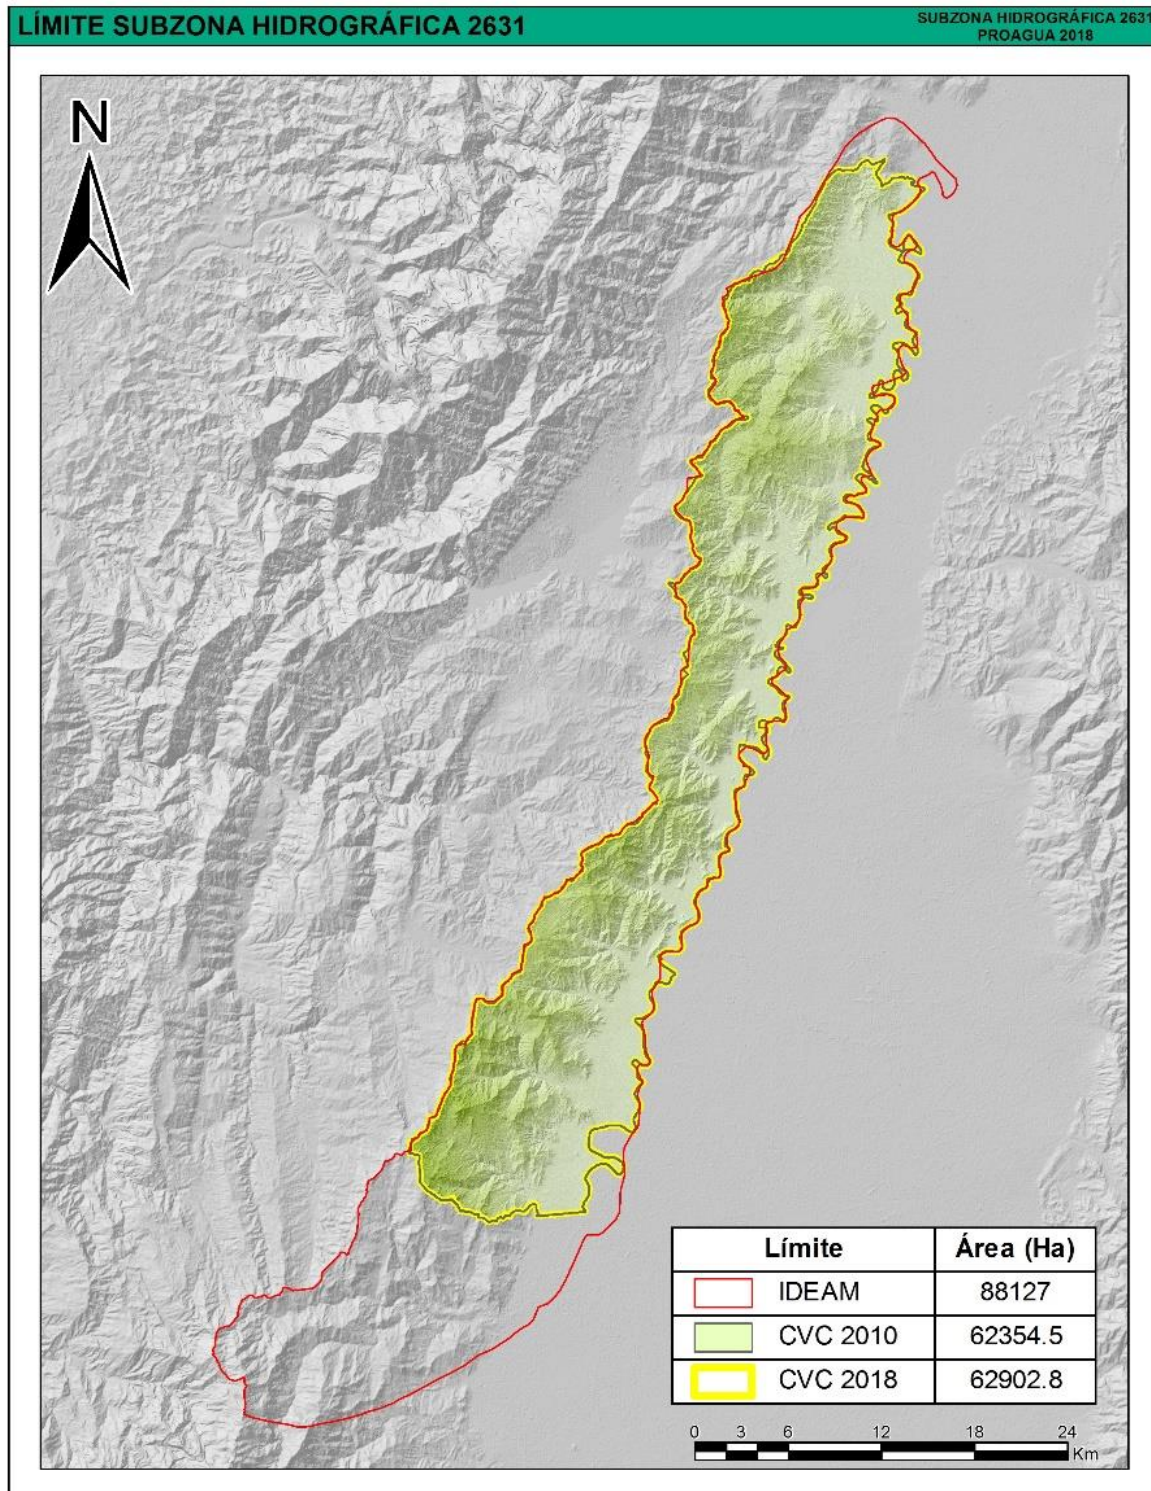 LÍMITE SUBZONA HIDROGRÁFICA 2631
SUBZONA HIDROGRÁFICA 2631
PROAGUA 2018
N
Límite Área (Ha)
IDEAM 88127
CVC 2010 62354.5
CVC 2018 62902.8
0 3 6 12 18 24
Km